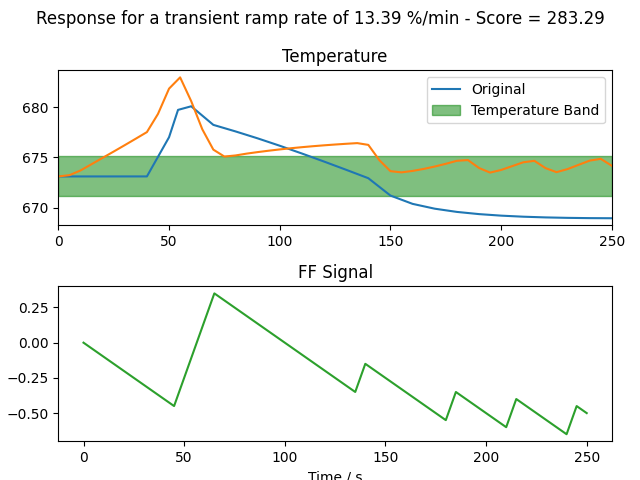 Response for a transient ramp rate of 13.39 %/min - Score = 283.29
Temperature
Original
Temperature Band
680
675
670
0 50 100 150 200 250
FF Signal
0.25
0.00
−0.25
−0.50
0 50 100 150 200 250
Time / s